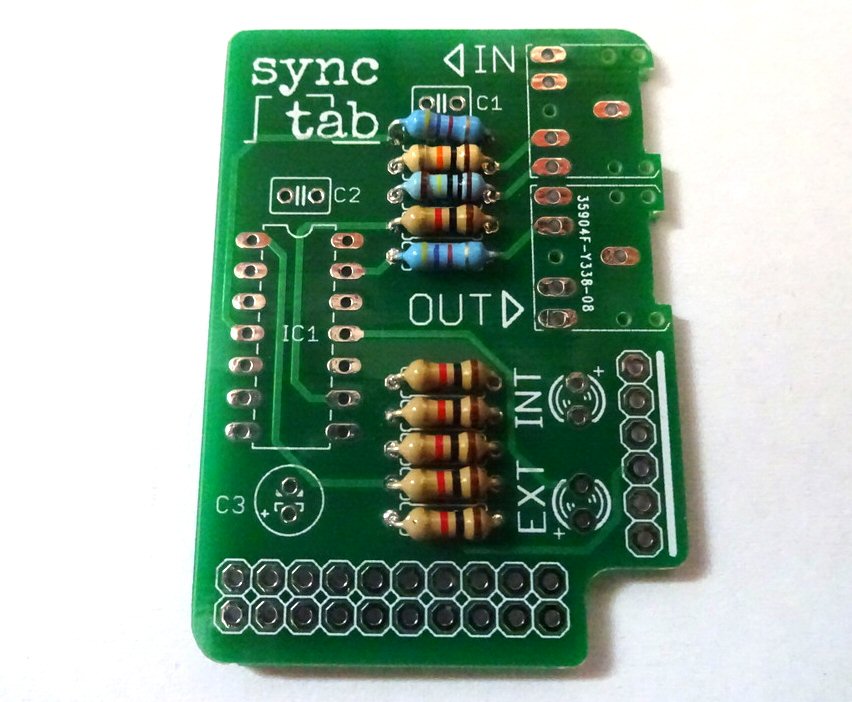 sync
tab
IN
C1
C2
35904F-Y338-08
OUT
IC1
INT
EXT
C3
+
+
+